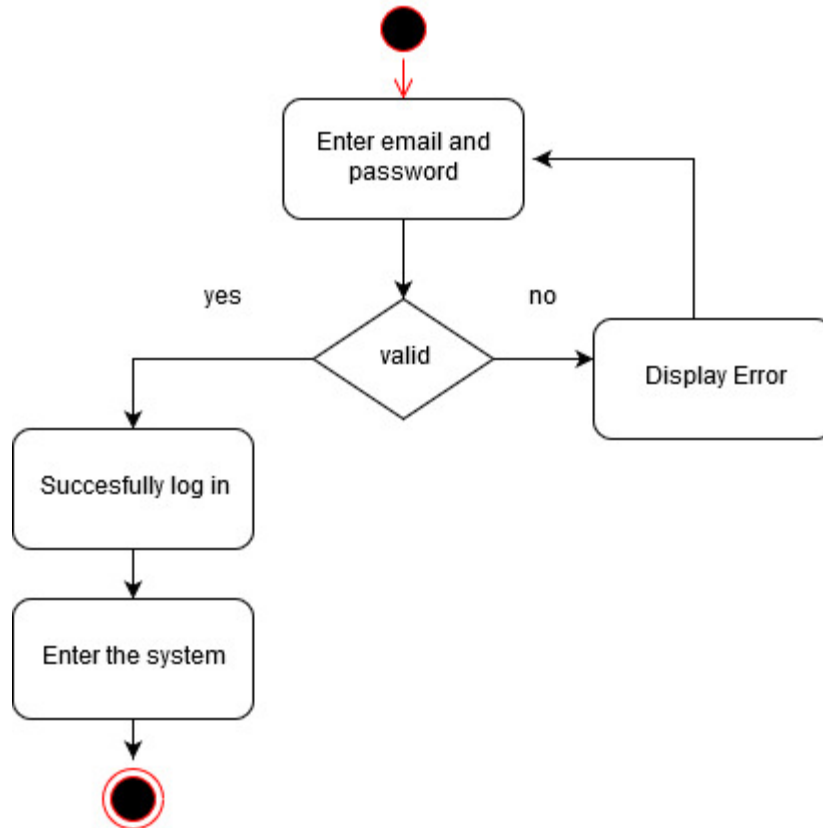 Enter email and
password
yes
no
valid
Display Error
Succesfully log in
Enter the system